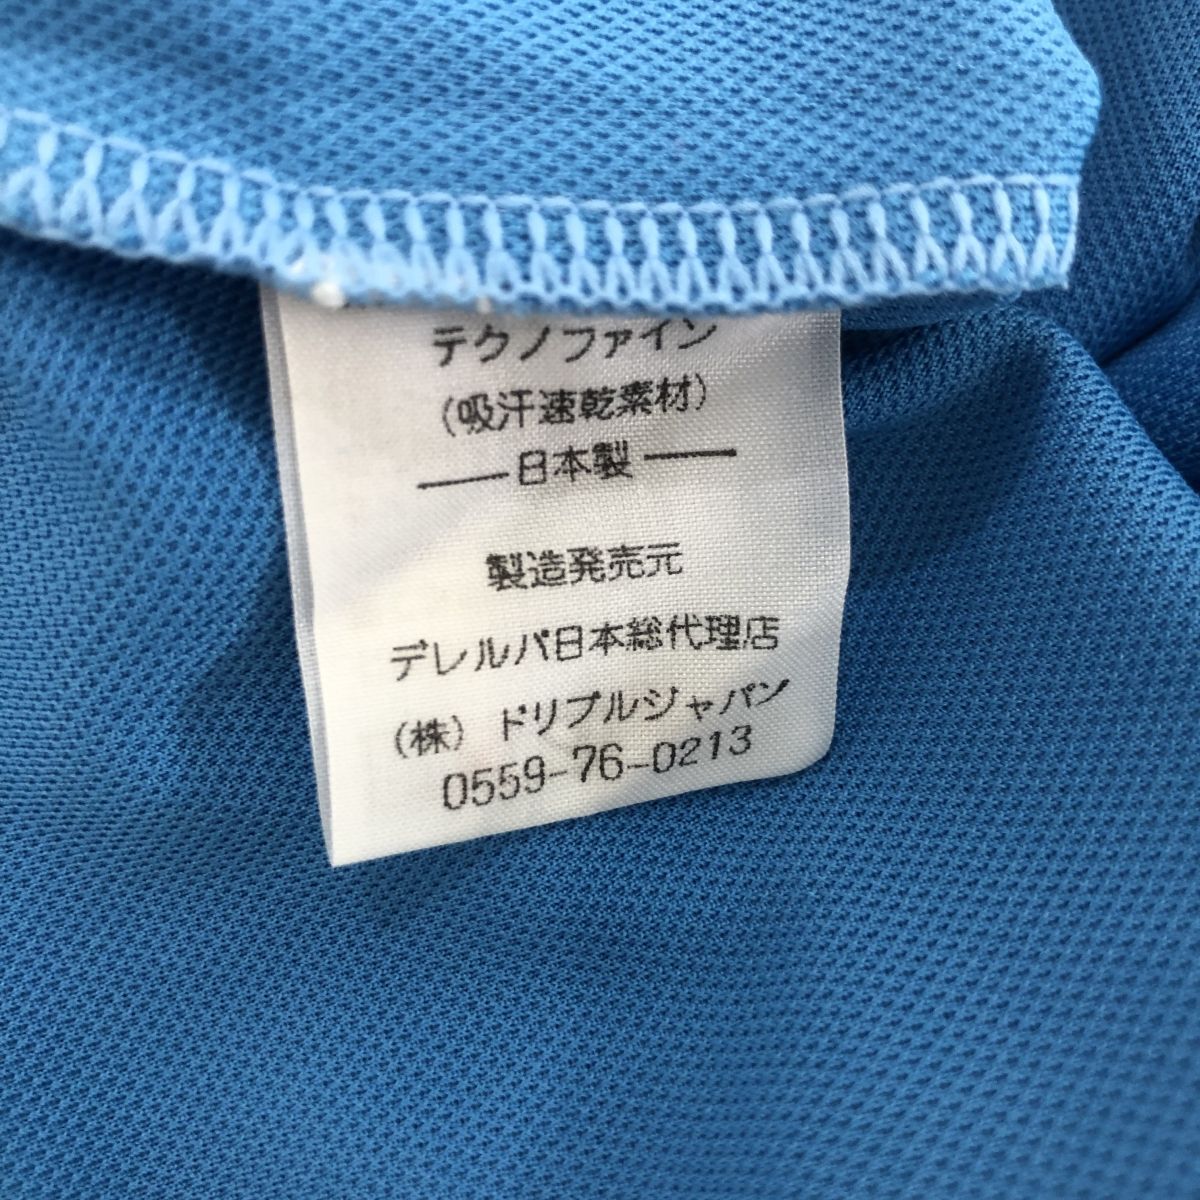 テクノファイン
(吸汗速乾素材)
日本製
製造発売元
デレルパ日本総代理店
(株)ドリブルジャパン
0559-76-0213